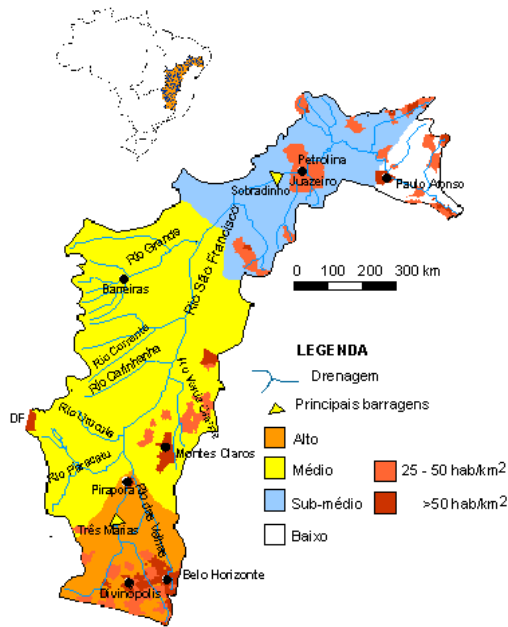 Petrolina
Juazeiro
Sobradinho
Paulo Afonso
Rio São Francisco
Rio Grande
Barreiras
0 100 200 300 km
Rio Corrente
Rio Carinhanha
LEGENDA
Drenagem
Principais barragens
Alto
Médio
Sub-médio
Baixo
25 - 50 hab/km2
>50 hab/km2
DF
Rio Urucuia
Rio Paracatu
Montes Claros
Pirapora
Rio das Velhas
Três Marias
Belo Horizonte
Divinópolis